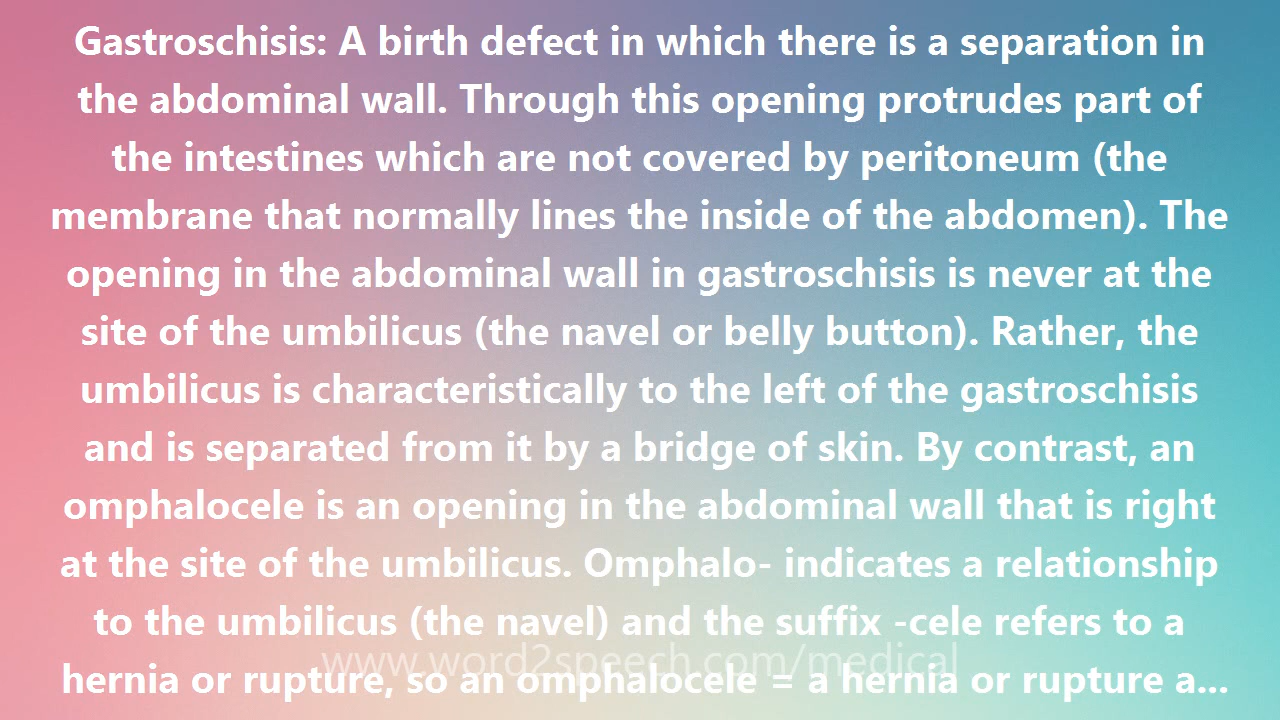 Gastroschisis: A birth defect in which there is a separation in
the abdominal wall. Through this opening protrudes part of
the intestines which are not covered by peritoneum (the
membrane that normally lines the inside of the abdomen). The
opening in the abdominal wall in gastroschisis is never at the
site of the umbilicus (the navel or belly button). Rather, the
umbilicus is characteristically to the left of the gastroschisis
and is separated from it by a bridge of skin. By contrast, an
omphalocele is an opening in the abdominal wall that is right
at the site of the umbilicus. Omphalo- indicates a relationship
to the umbilicus (the navel) and the suffix -cele refers to a
www.word2speech.com/medical
hernia or rupture, so an omphalocele = a hernia or rupture a...